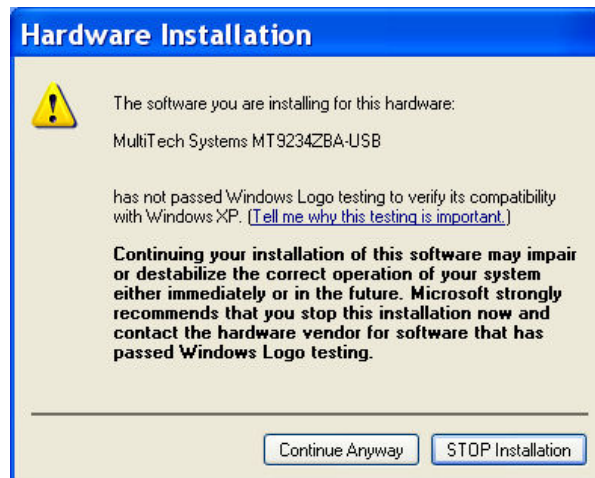 Hardware Installation
The software you are installing for this hardware:
MultiTech Systems MT9234ZBA-USB
has not passed Windows Logo testing to verify its compatibility
with Windows XP. (Tell me why this testing is important.)
Continuing your installation of this software may impair
or destabilize the correct operation of your system
either immediately or in the future. Microsoft strongly
recommends that you stop this installation now and
contact the hardware vendor for software that has
passed Windows Logo testing.
Continue Anyway STOP Installation